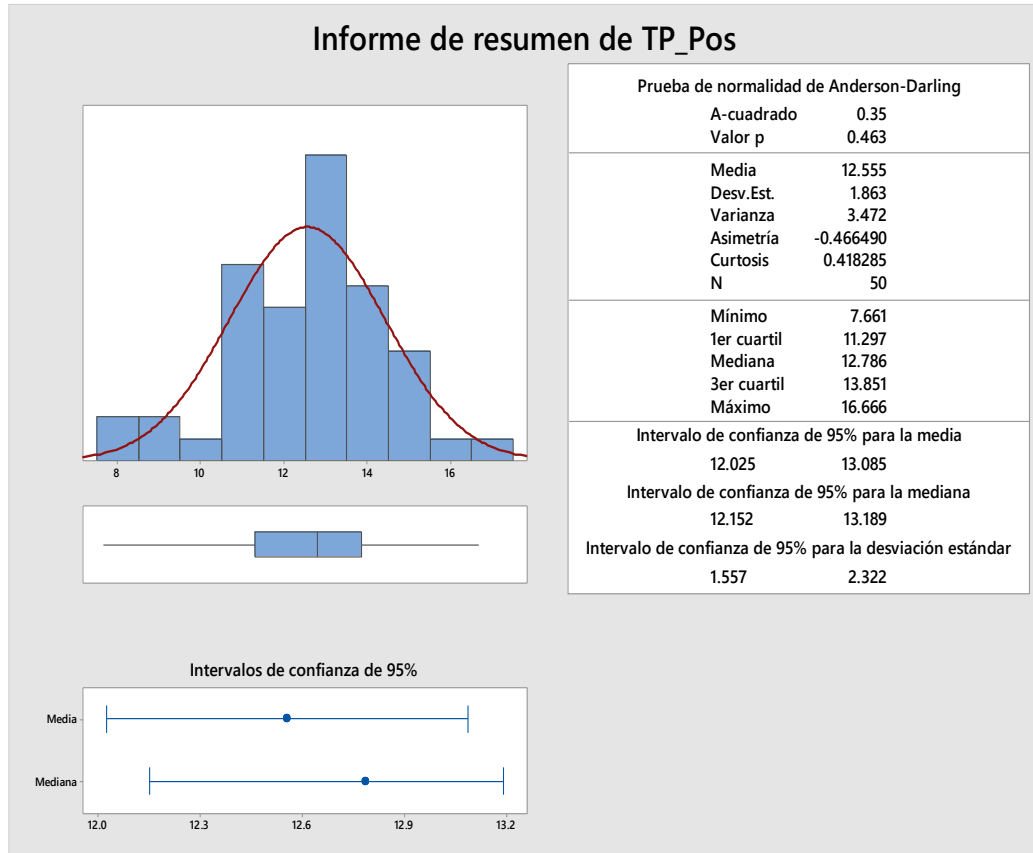 Informe de resumen de TP_Pos
8 10 12 14 16
Prueba de normalidad de Anderson-Darling
A-cuadrado 0.35
Valor p 0.463
Media 12.555
Desv.Est. 1.863
Varianza 3.472
Asimetría -0.466490
Curtosis 0.418285
N 50
Mínimo 7.661
1er cuartil 11.297
Mediana 12.786
3er cuartil 13.851
Máximo 16.666
Intervalo de confianza de 95% para la media
12.025 13.085
Intervalo de confianza de 95% para la mediana
12.152 13.189
Intervalo de confianza de 95% para la desviación estándar
1.557 2.322
Intervalos de confianza de 95%
Media
Mediana
12.0 12.3 12.6 12.9 13.2